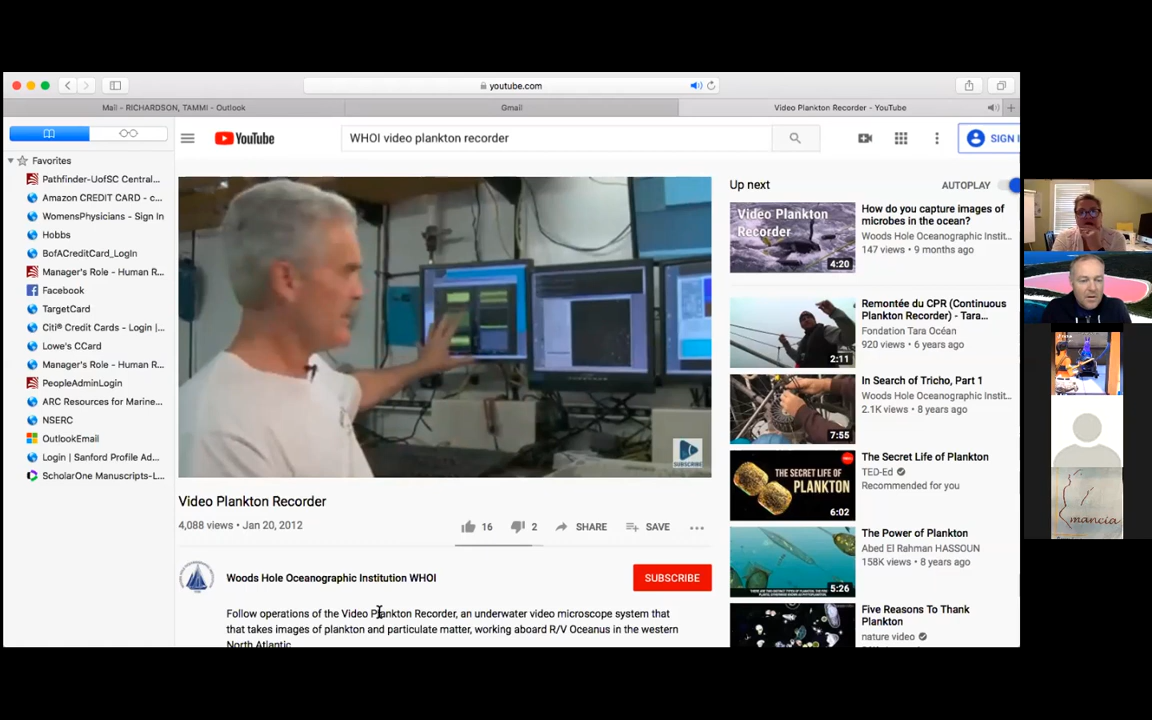 youtube.com
Mail - RICHARDSON, TAMMI - Outlook
Gmail
Video Plankton Recorder - YouTube
YouTube
WHOI video plankton recorder
SIGN I
Favorites
Pathfinder-UofSC Central...
Amazon CREDIT CARD - c...
WomensPhysicians - Sign In
Hobbs
BofACreditCard_LogIn
Manager's Role - Human R...
Facebook
TargetCard
Citi® Credit Cards - Login |...
Lowe's CCard
Manager's Role - Human R...
PeopleAdminLogin
ARC Resources for Marine...
NSERC
OutlookEmail
Login | Sanford Profile Ad...
ScholarOne Manuscripts-L...
SUBSCRIBE
Video Plankton Recorder
4,088 views • Jan 20, 2012
16
2
SHARE
SAVE
Woods Hole Oceanographic Institution WHOI
SUBSCRIBE
Follow operations of the Video Plankton Recorder, an underwater video microscope system that
that takes images of plankton and particulate matter, working aboard R/V Oceanus in the western
North Atlantic.
Up next
AUTOPLAY
Video Plankton
Recorder
4:20
How do you capture images of
microbes in the ocean?
Woods Hole Oceanographic Instit...
147 views • 9 months ago
2:11
Remontée du CPR (Continuous
Plankton Recorder) - Tara...
Fondation Tara Océan
920 views • 6 years ago
7:55
In Search of Tricho, Part 1
Woods Hole Oceanographic Instit...
2.1K views • 8 years ago
THE SECRET LIFE OF
PLANKTON
6:02
The Secret Life of Plankton
TED-Ed
Recommended for you
5:26
The Power of Plankton
Abed El Rahman HASSOUN
158K views • 8 years ago
Five Reasons To Thank
Plankton
nature video
mancia